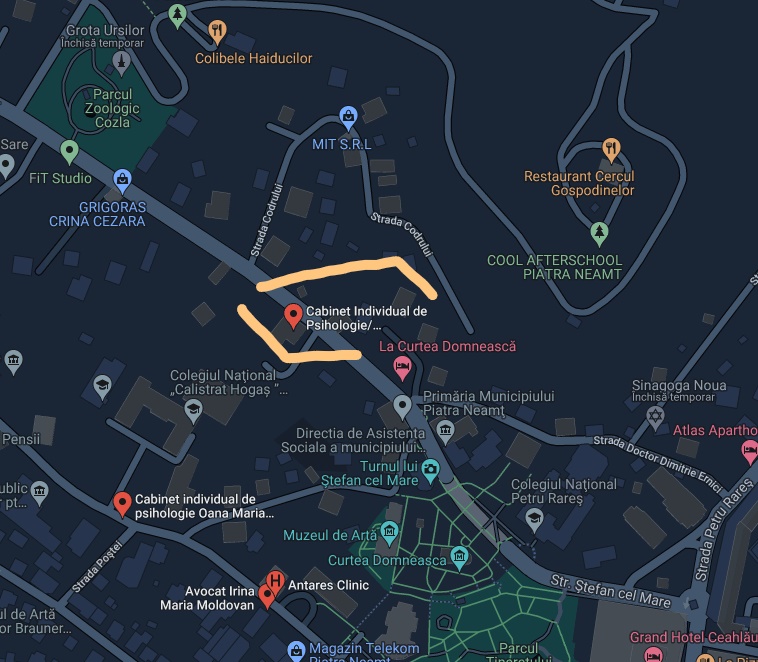 Grota Ursilor
Închisă temporar
Colibele Haiducilor
Parcul
Zoologic
Cozla
MIT S.R.L
Sare
FiT Studio
GRIGORAS
CRINA CEZARA
Restaurant Cercul
Gospodinelor
Strada Codrului
Strada Codrului
COOL AFTERSCHOOL
PIATRA NEAMT
Cabinet Individual de
Psihologie/...
La Curtea Domnească
Colegiul Național
„Calistrat Hogaș "...
Primăria Municipiului
Piatra Neamț
Sinagoga Noua
Închisă temporar
Pensii
Directia de Asistenta
Sociala a municipiului...
Atlas Apartho
Strada Doctor Dimitrie Ernici
Turnul lui
Ștefan cel Mare
Colegiul Național
Petru Rareș
ublic
r pt...
Cabinet individual de
psihologie Oana Maria...
Strada Petru Rareș
Muzeul de Artă
Curtea Domneasca
Strada Poștei
Antares Clinic
Avocat Irina
Maria Moldovan
Str. Ștefan cel Mare
ul de Artă
on Brauner...
Grand Hotel Ceahlău
Magazin Telekom
Piatra Neamț
Parcul
Tineretului